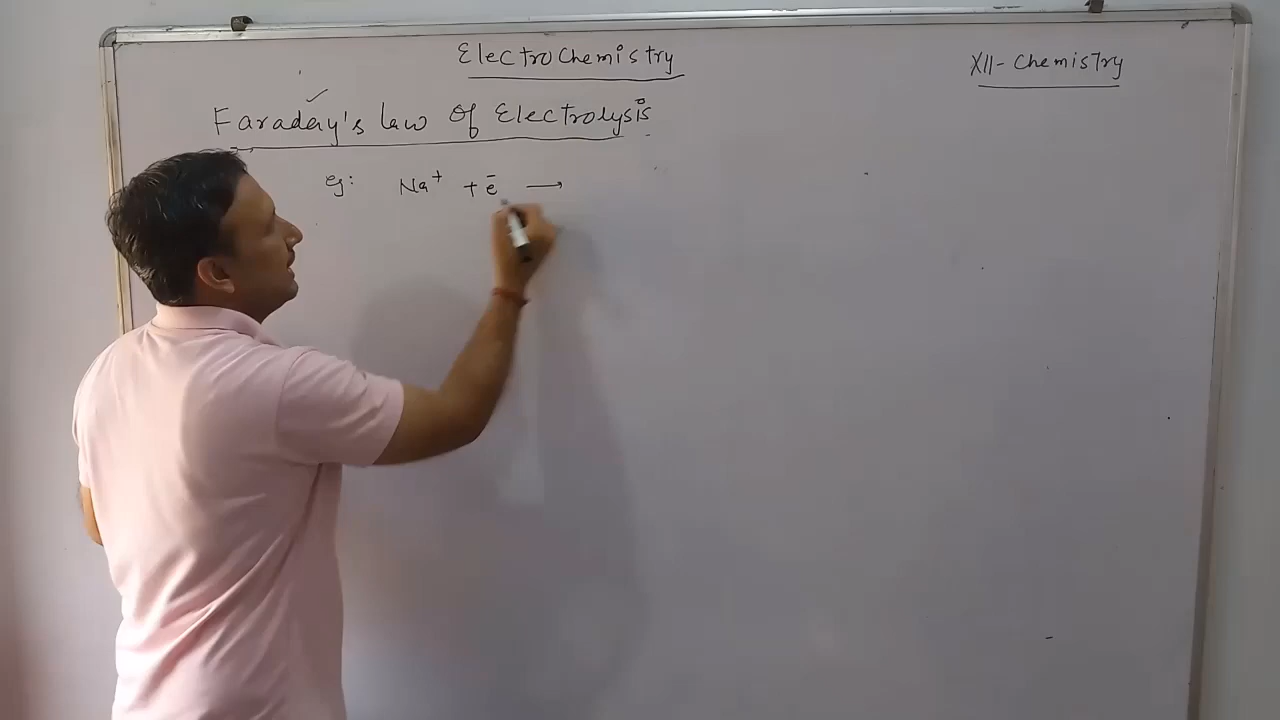 ElectroChemistry
XII- Chemistry
Faraday's law of Electrolysis
eg: Na⁺ + e̅ ⟶